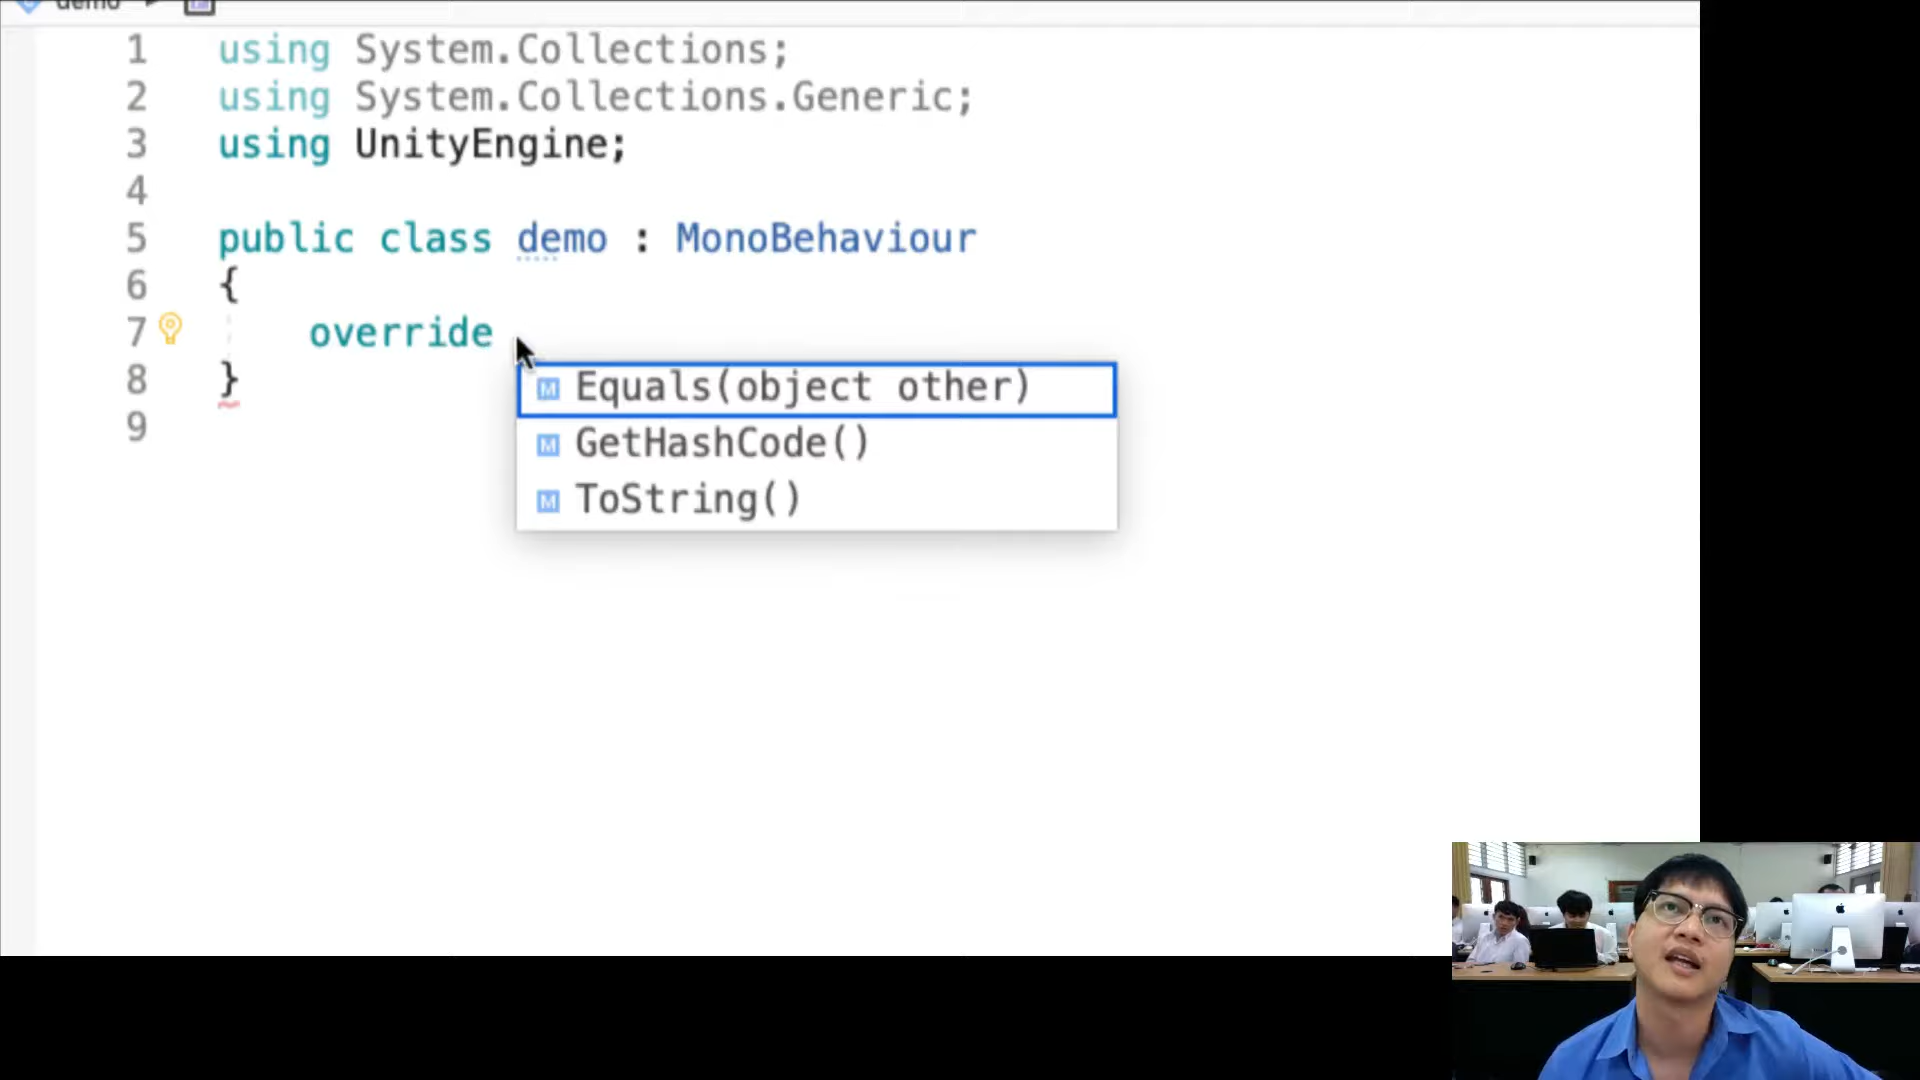 demo
1 using System.Collections;
2 using System.Collections.Generic;
3 using UnityEngine;
4
5 public class demo : MonoBehaviour
6 {
7 override
M Equals(object other)
8 }
M GetHashCode()
9
M ToString()